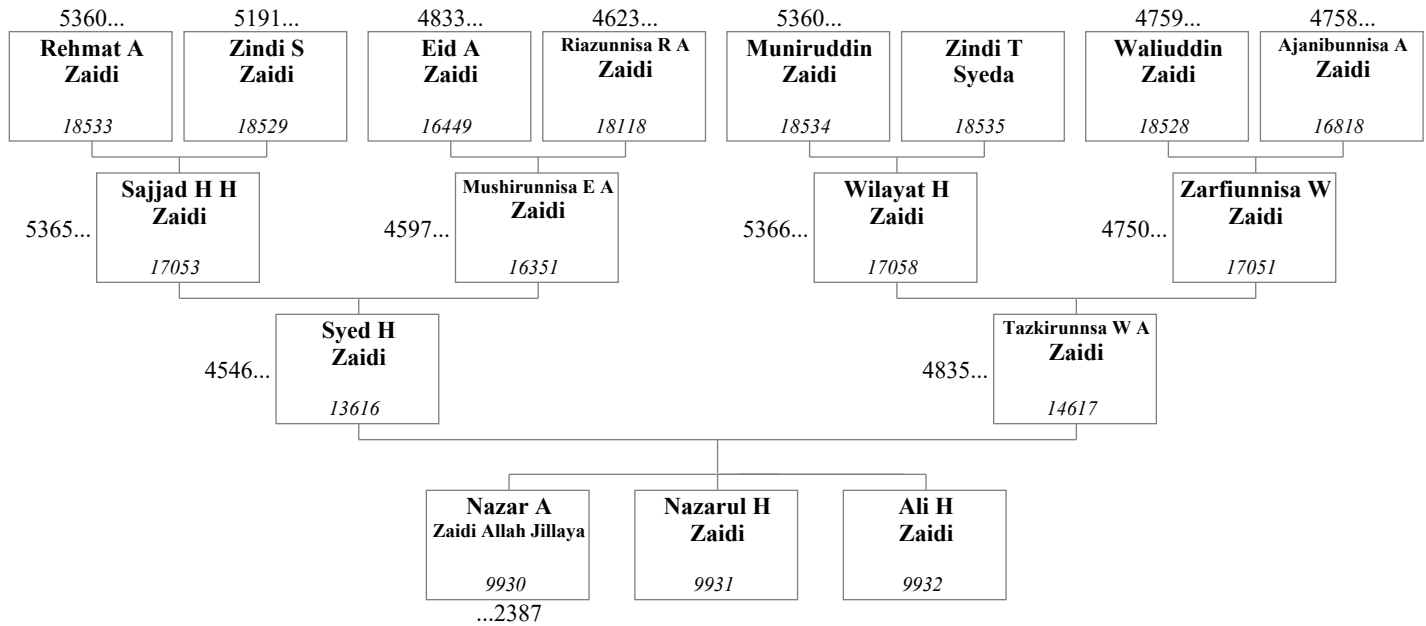 5360... 5191... 4833... 4623... 5360... 4759... 4758...
Rehmat A
Zaidi
18533
Zindi S
Zaidi
18529
Eid A
Zaidi
16449
Riazunnisa R A
Zaidi
18118
Muniruddin
Zaidi
18534
Zindi T
Syeda
18535
Waliuddin
Zaidi
18528
Ajanibunnisa A
Zaidi
16818
5365...
Sajjad H H
Zaidi
17053
4597...
Mushirunnisa E A
Zaidi
16351
5366...
Wilayat H
Zaidi
17058
4750...
Zarfiunnisa W
Zaidi
17051
4546...
Syed H
Zaidi
13616
4835...
Tazkirunnsa W A
Zaidi
14617
Nazar A
Zaidi Allah Jillaya
9930
...2387
Nazarul H
Zaidi
9931
Ali H
Zaidi
9932